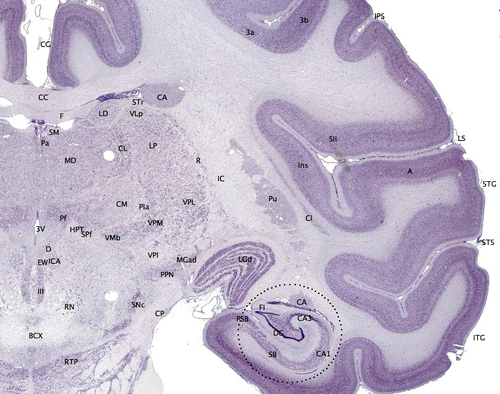 3b
IPS
3a
CG
CC
STr
CA
LD
VLp
F
SM
Pa
SII
LS
CL
LP
MD
R
Ins
A
IC
STG
CM
Pla
VPL
Pu
Pf
VPM
Cl
3V
HPT
SPf
VMb
STS
D
VPI
EW
ICA
MGad
LGd
PPN
III
RN
SNc
CP
FI
CA
PSB
CA3
BCX
DG
ITG
SB
CA1
RTP